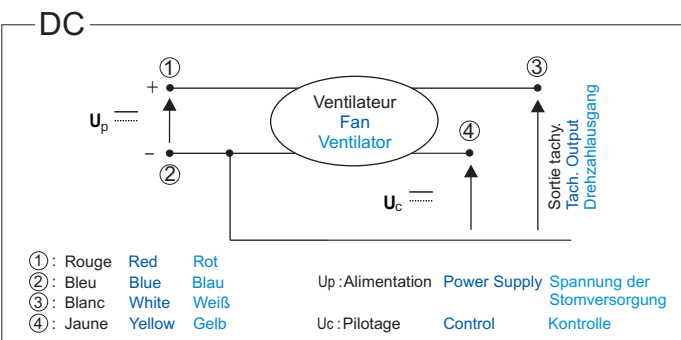 DC
① ③
+ Ventilateur
Fan
Ventilator
Up
④
−
②
Uc
Sortie tachy.
Tach. Output
Drehzahlausgang
① : Rouge Red Rot
② : Bleu Blue Blau
③ : Blanc White Weiß
④ : Jaune Yellow Gelb
Up : Alimentation Power Supply Spannung der
Stomversorgung
Uc : Pilotage Control Kontrolle